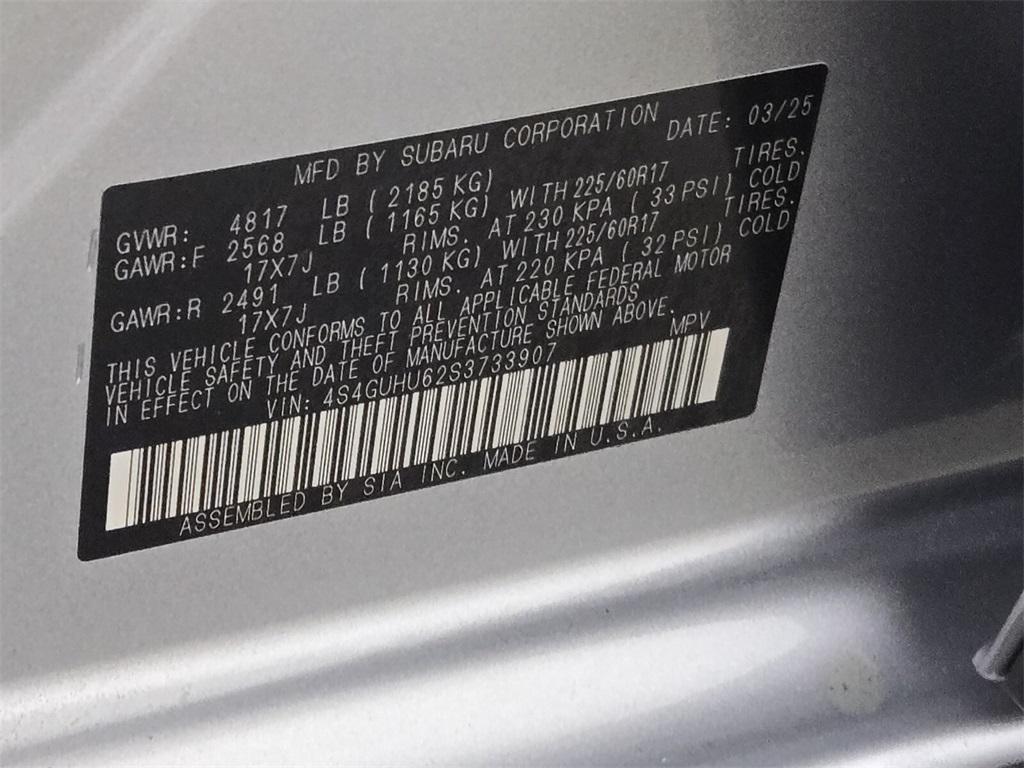 MFD BY SUBARU CORPORATION DATE: 03/25
GVWR: 4817 LB ( 2185 KG)
GAWR:F 2568 LB ( 1165 KG) WITH 225/60R17 TIRES.
17X7J RIMS. AT 230 KPA ( 33 PSI) COLD
GAWR:R 2491 LB ( 1130 KG) WITH 225/60R17 TIRES.
17X7J RIMS. AT 220 KPA ( 32 PSI) COLD
THIS VEHICLE CONFORMS TO ALL APPLICABLE FEDERAL MOTOR
VEHICLE SAFETY AND THEFT PREVENTION STANDARDS
IN EFFECT ON THE DATE OF MANUFACTURE SHOWN ABOVE.
VIN: 4S4GUHU62S3733907 MPV
ASSEMBLED BY SIA INC. MADE IN U.S.A.